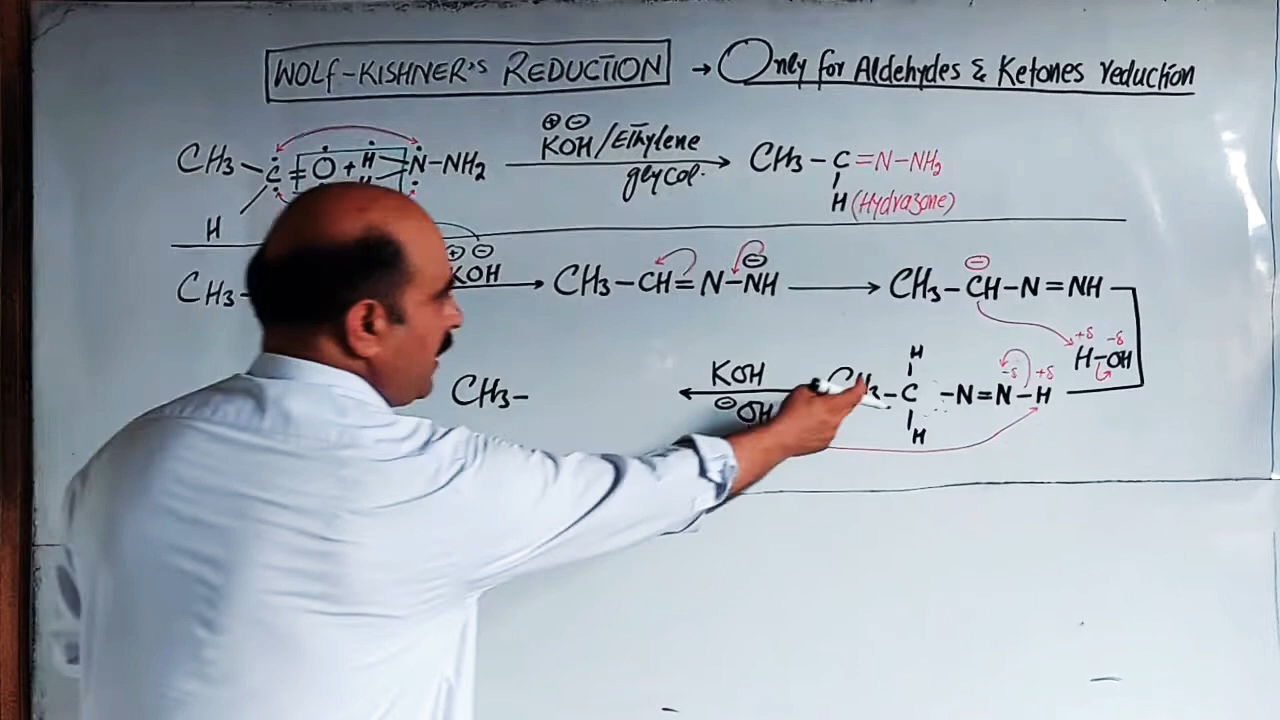 WOLF-KISHNER'S REDUCTION → Only for Aldehydes & Ketones reduction
CH₃-C=O + H N-NH₂ ⊕ ⊖ KOH/Ethylene glycol. → CH₃-C=N-NH₂
H H (Hydrazone)
CH₃- ⊕ ⊖ KOH → CH₃-CH=N-NH ⊖ → CH₃-CH-N=NH ⊖
+δ -δ
H-OH
CH₃- ← KOH ⊖OH CH₃-C-N=N-H H H -δ +δ